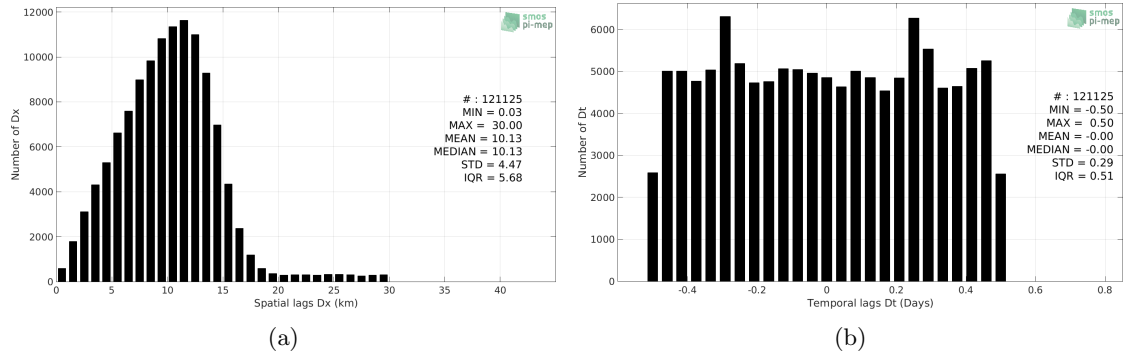 12000
10000
8000
6000
4000
2000
0
Number of Dx
0
5
10
15
20
25
30
35
40
Spatial lags Dx (km)
smos
pi-mep
# : 121125
MIN = 0.03
MAX = 30.00
MEAN = 10.13
MEDIAN = 10.13
STD = 4.47
IQR = 5.68
(a)
6000
5000
4000
3000
2000
1000
0
Number of Dt
-0.4
-0.2
0
0.2
0.4
0.6
0.8
Temporal lags Dt (Days)
smos
pi-mep
# : 121125
MIN = -0.50
MAX = 0.50
MEAN = -0.00
MEDIAN = -0.00
STD = 0.29
IQR = 0.51
(b)